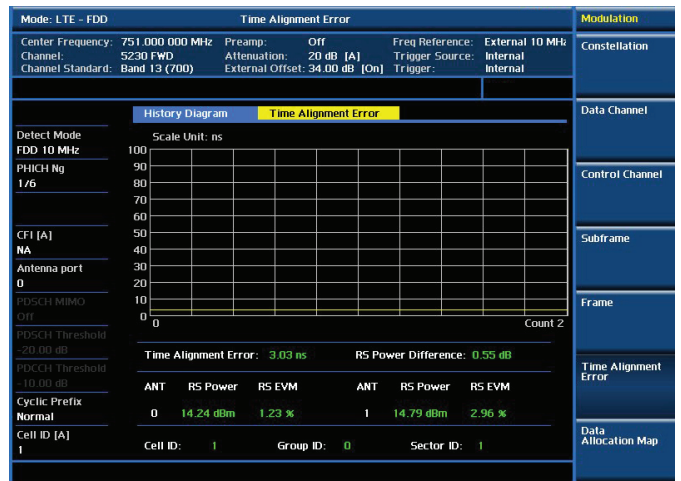 Mode: LTE - FDD
Time Alignment Error
Modulation
Center Frequency: 751.000 000 MHz
Preamp: Off
Freq Reference: External 10 MHz
Channel: 5230 FWD
Attenuation: 20 dB [A]
Trigger Source: Internal
Channel Standard: Band 13 (700)
External Offset: 34.00 dB [On]
Trigger: Internal
Constellation
Data Channel
Control Channel
Subframe
Frame
Time Alignment
Error
Data
Allocation Map
History Diagram
Time Alignment Error
Detect Mode
FDD 10 MHz
PHICH Ng
1/6
CFI [A]
NA
Antenna port
0
PDSCH MIMO
Off
PDSCH Threshold
-20.00 dB
PDCCH Threshold
-10.00 dB
Cyclic Prefix
Normal
Cell ID [A]
1
Scale Unit: ns
100
90
80
70
60
50
40
30
20
10
0
0
Count 2
Time Alignment Error: 3.03 ns
RS Power Difference: 0.55 dB
ANT RS Power RS EVM ANT RS Power RS EVM
0 14.24 dBm 1.23 % 1 14.79 dBm 2.96 %
Cell ID: 1 Group ID: 0 Sector ID: 1